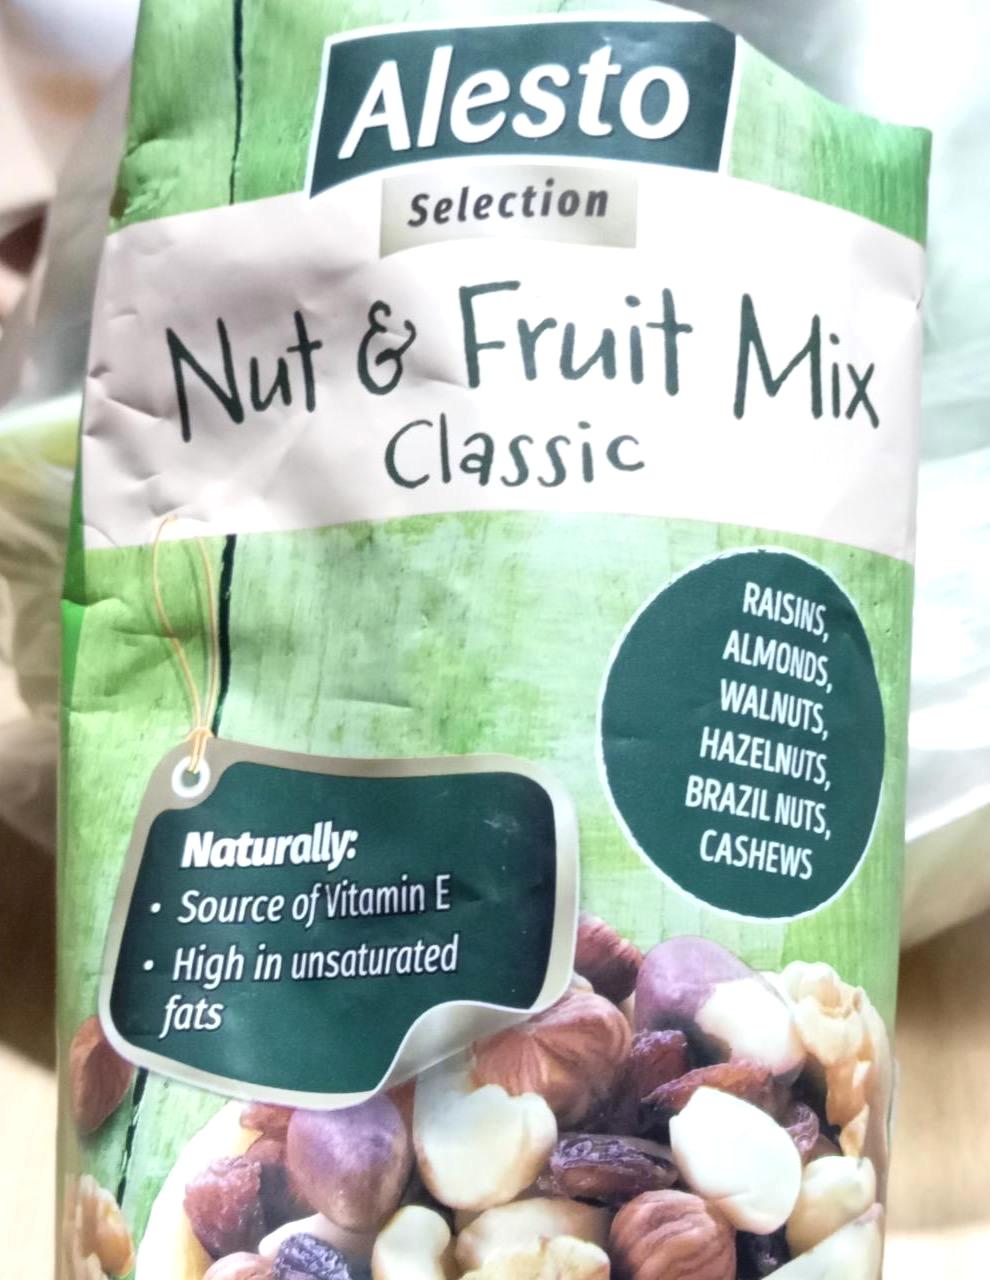 Alesto
Selection
Nut & Fruit Mix
Classic
RAISINS,
ALMONDS,
WALNUTS,
HAZELNUTS,
BRAZIL NUTS,
CASHEWS
Naturally:
• Source of Vitamin E
• High in unsaturated
fats